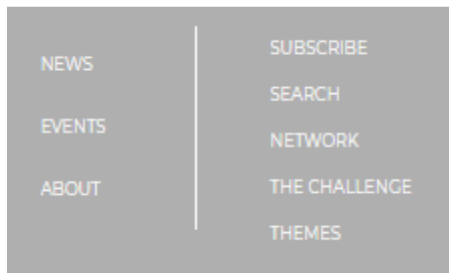 NEWS
EVENTS
ABOUT
SUBSCRIBE
SEARCH
NETWORK
THE CHALLENGE
THEMES